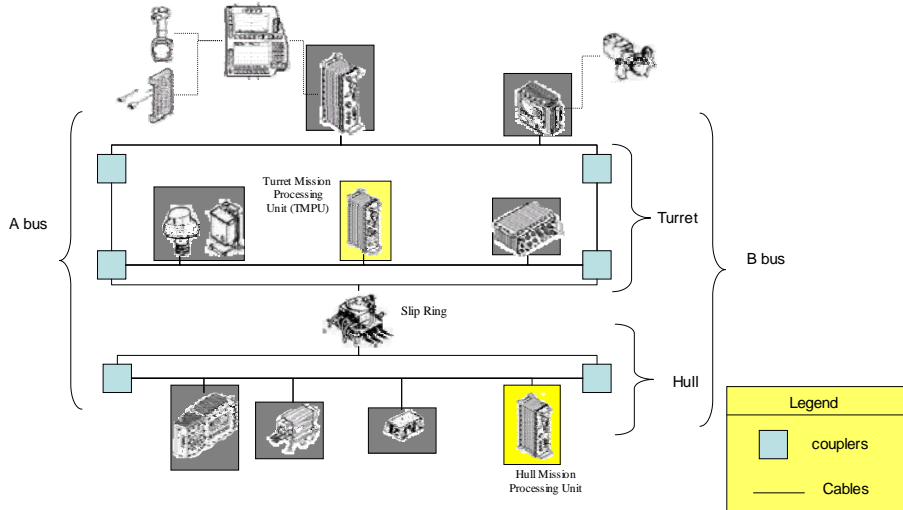 Turret Mission
Processing
Unit (TMPU)
A bus
Turret
B bus
Slip Ring
Hull
Hull Mission
Processing Unit
Legend
couplers
Cables